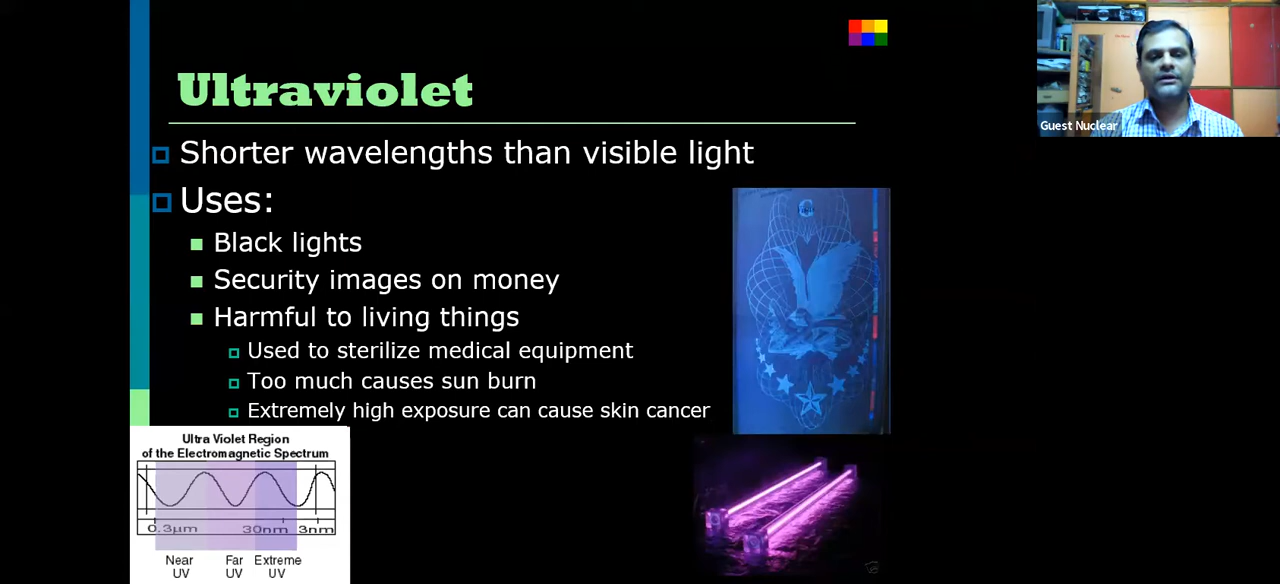 Ultraviolet
Guest Nuclear
Shorter wavelengths than visible light
Uses:
Black lights
Security images on money
Harmful to living things
Used to sterilize medical equipment
Too much causes sun burn
Extremely high exposure can cause skin cancer
Ultra Violet Region
of the Electromagnetic Spectrum
0.3μm 30nm 3nm
Near Far Extreme
UV UV UV